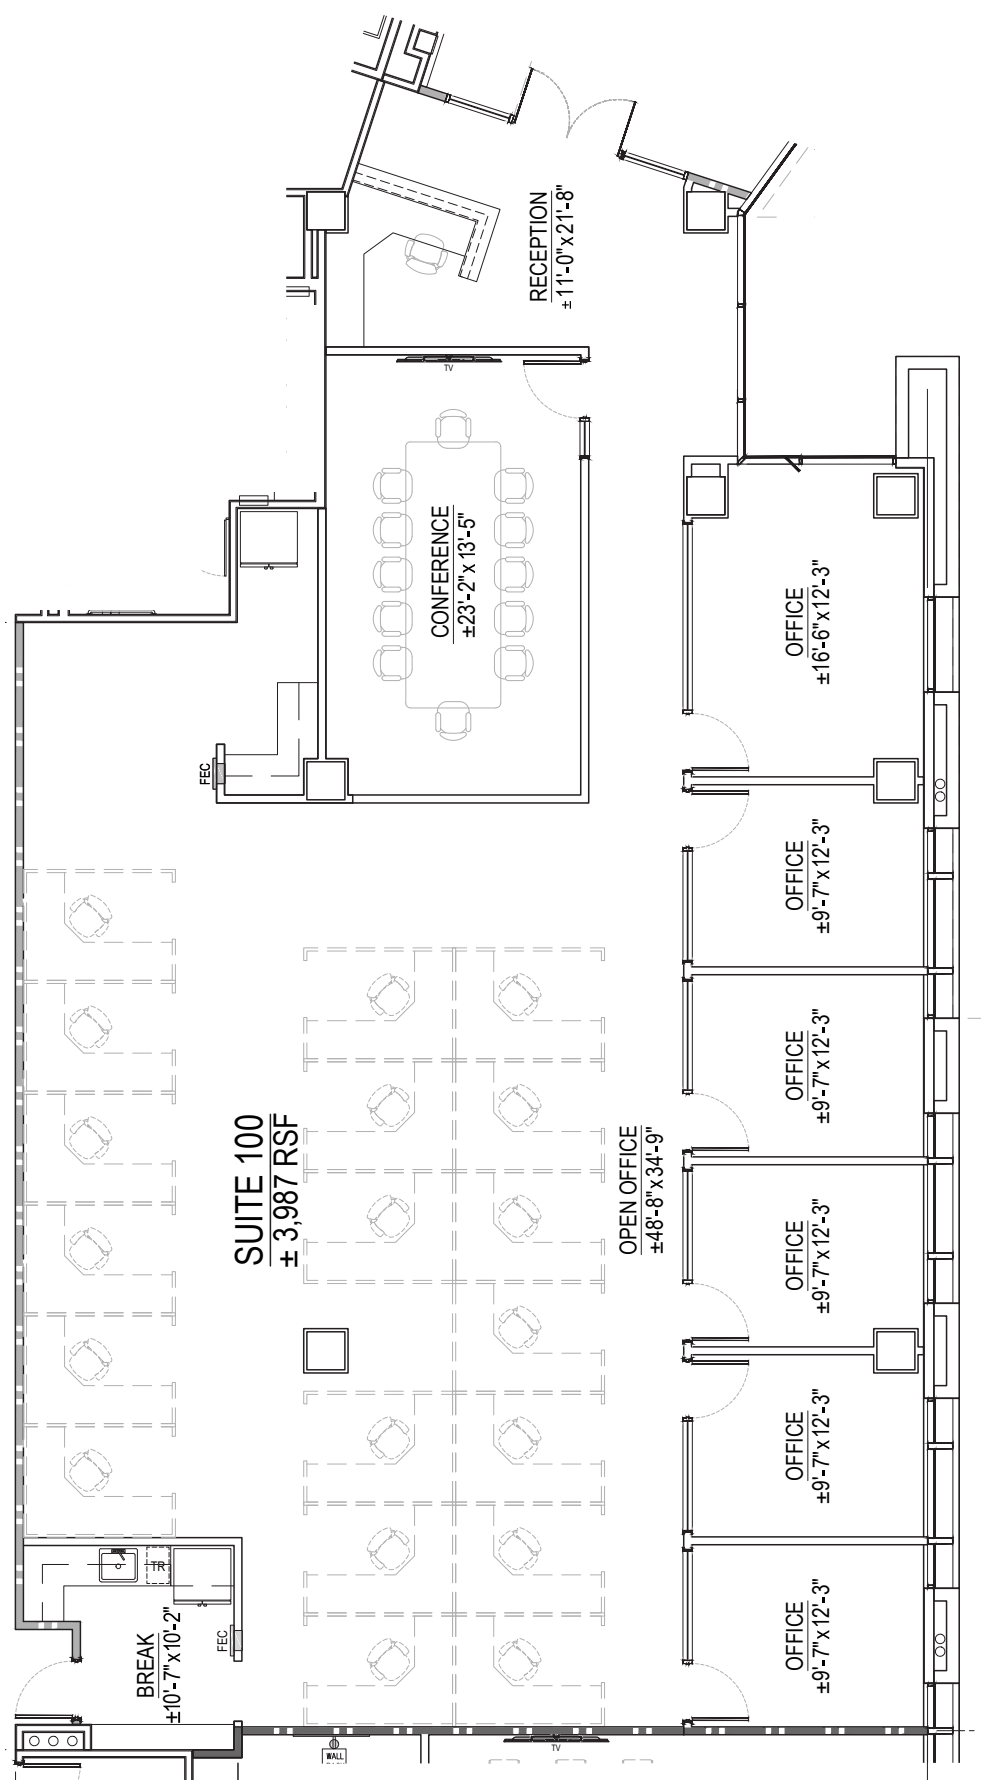 RECEPTION
±11'-0"x21'-8"
TV
CONFERENCE
±23'-2"x 13'-5"
OFFICE
±16'-6"x12'-3"
FEC
OFFICE
±9'-7"x12'-3"
OFFICE
±9'-7"x12'-3"
SUITE 100
± 3,987 RSF
OPEN OFFICE
±48'-8"x34'-9"
OFFICE
±9'-7"x12'-3"
OFFICE
±9'-7"x12'-3"
TR
FEC
BREAK
±10'-7"x10'-2"
OFFICE
±9'-7"x12'-3"
WALL
TV